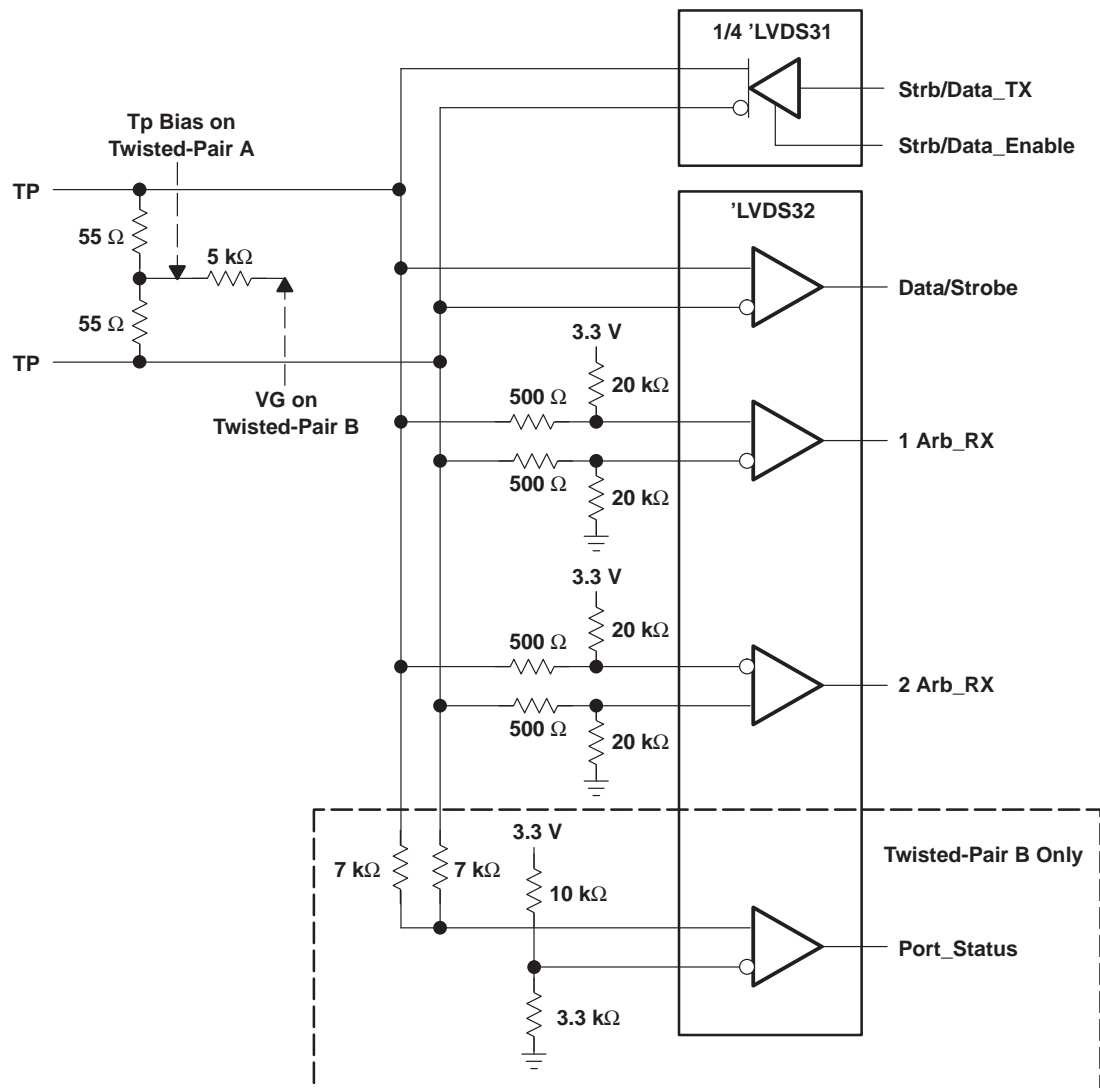 1/4 'LVDS31
Strb/Data_TX
Tp Bias on
Twisted-Pair A
Strb/Data_Enable
TP
'LVDS32
55 Ω
5 kΩ
Data/Strobe
55 Ω
3.3 V
TP
20 kΩ
500 Ω
VG on
Twisted-Pair B
1 Arb_RX
500 Ω
20 kΩ
3.3 V
20 kΩ
500 Ω
2 Arb_RX
500 Ω
20 kΩ
3.3 V
Twisted-Pair B Only
7 kΩ
7 kΩ
10 kΩ
Port_Status
3.3 kΩ